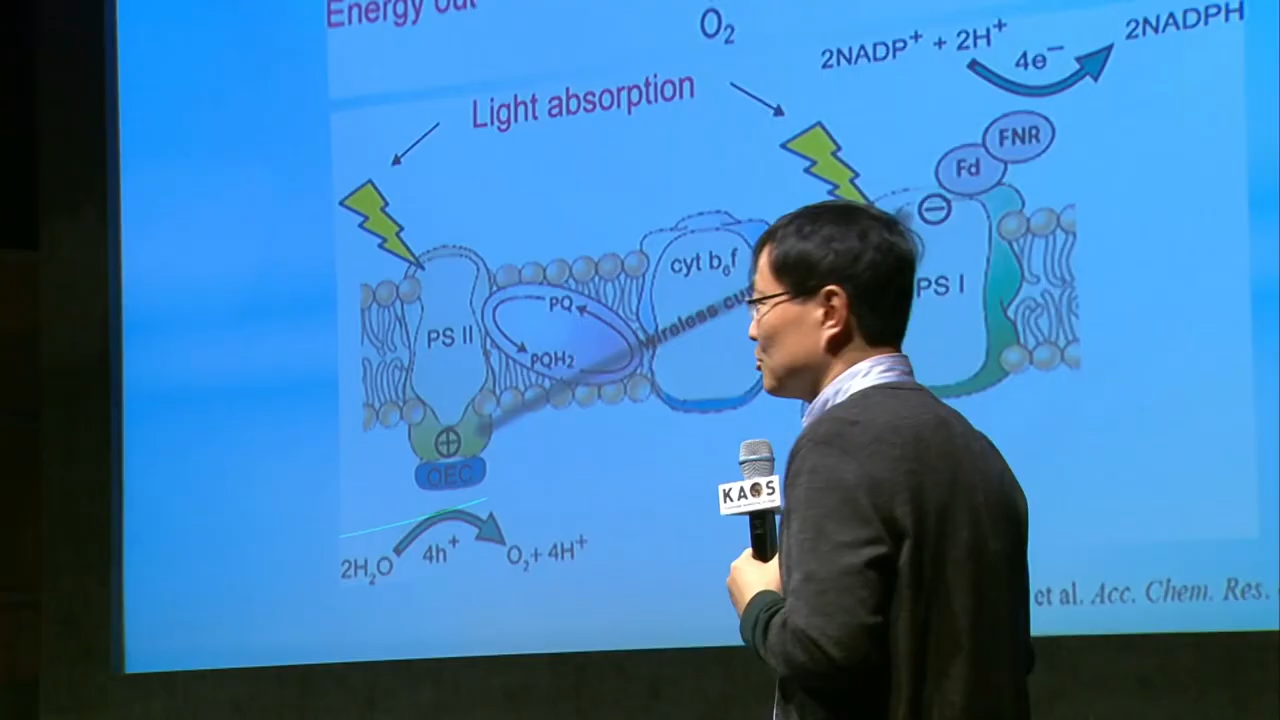 Energy out
O₂
2NADP⁺ + 2H⁺
4e⁻
2NADPH
Light absorption
FNR
Fd
⊖
cyt b₆f
PS I
PQ
PS II
PQH2
wireless
⊕
OEC
KAOS
2H₂O
4h⁺
O₂+ 4H⁺
et al. Acc. Chem. Res.